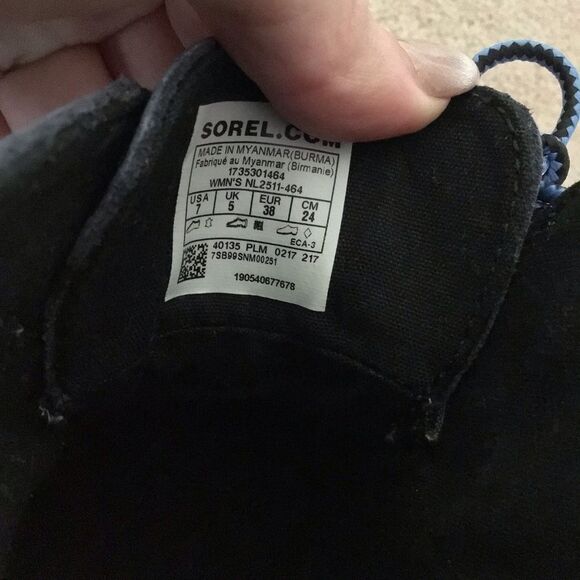 SOREL.COM
MADE IN MYANMAR(BURMA)
Fabriqué au Myanmar (Birmanie)
1735301464
WMN'S NL2511-464
USA UK EUR CM
7 5 38 24
ECA-3
40135 PLM 0217 217
7SB99SNM00251
190540677678